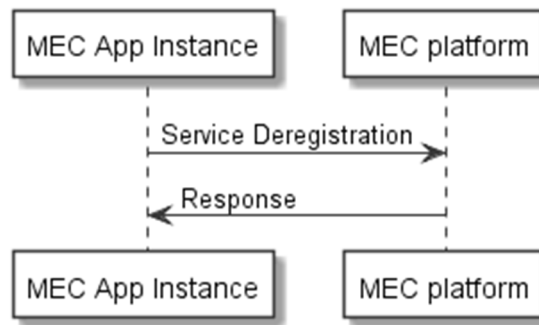 MEC App Instance
MEC platform
Service Deregistration
Response
MEC App Instance
MEC platform